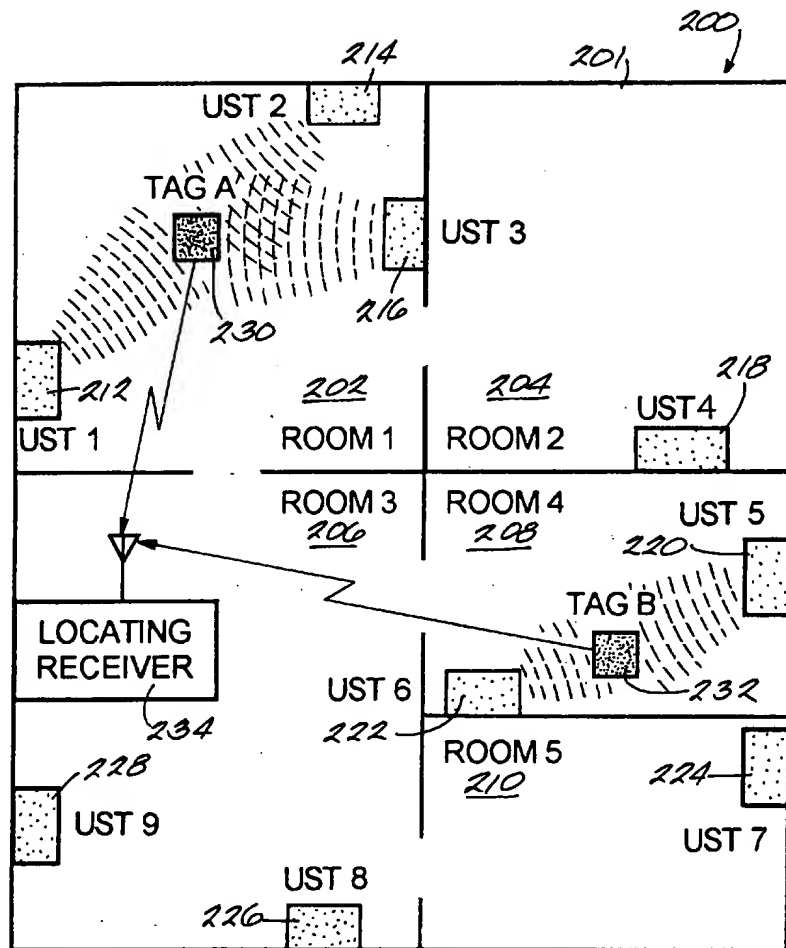 200
201
214
UST 2
TAG A
UST 3
230
216
212
202
204
218
UST 4
UST 1
ROOM 1
ROOM 2
ROOM 3
ROOM 4
206
208
UST 5
220
TAG B
LOCATING
RECEIVER
234
UST 6
222
232
ROOM 5
210
228
224
UST 9
UST 7
UST 8
226